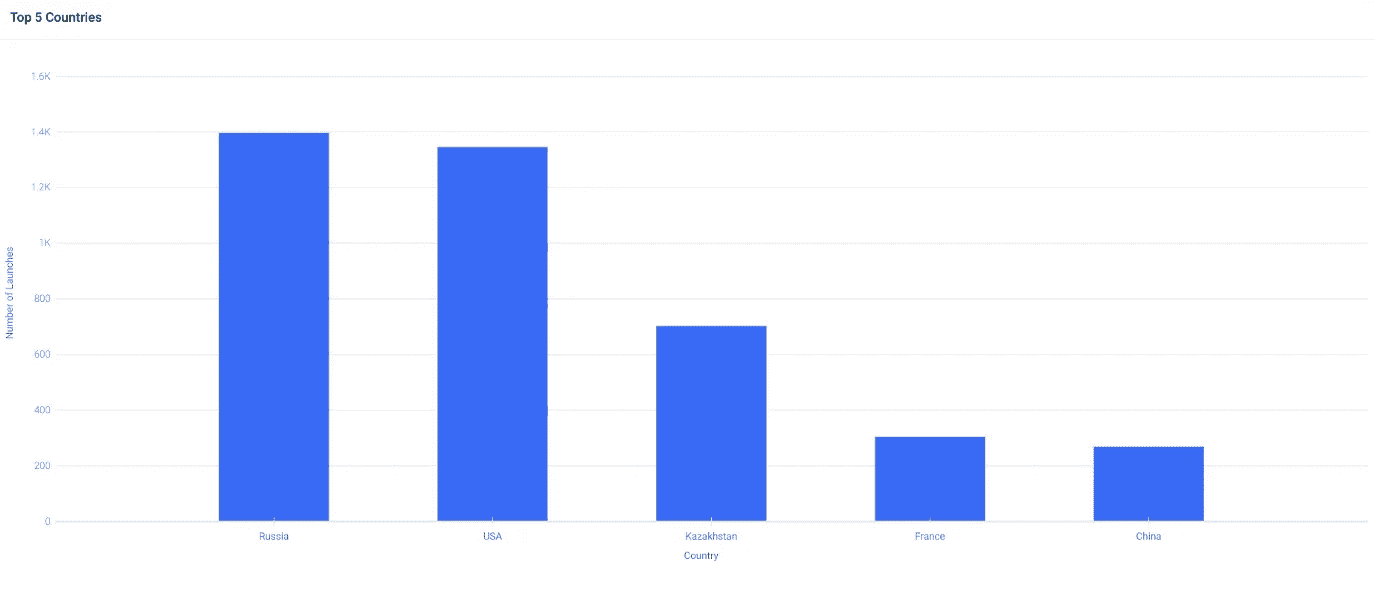 Top 5 Countries
1.6K
1.4K
1.2K
1K
800
600
400
200
0
Number of Launches
Russia USA Kazakhstan France China
Country